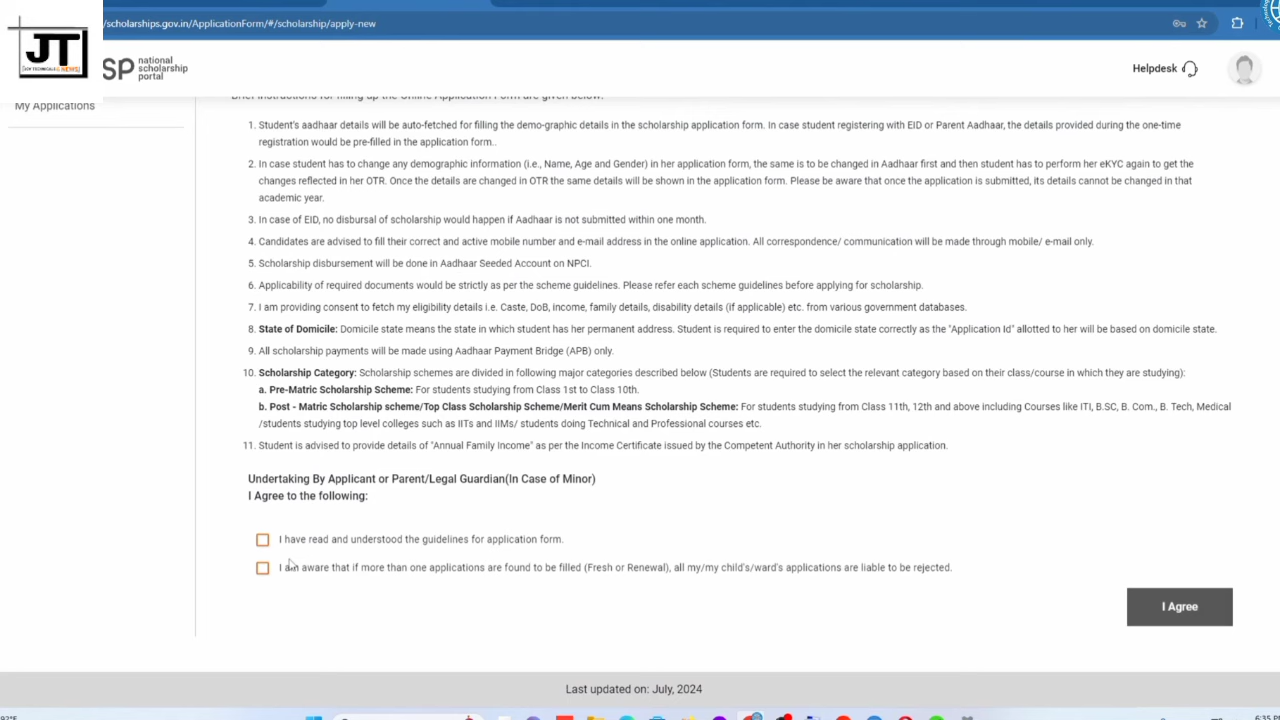 /scholarships.gov.in/ApplicationForm/#/scholarship/apply-new
JT
NEWS
SP national
scholarship
portal
Helpdesk
My Applications
Brief instructions for filling up the Online Application Form are given below:
1. Student's aadhaar details will be auto-fetched for filling the demo-graphic details in the scholarship application form. In case student registering with EID or Parent Aadhaar, the details provided during the one-time
registration would be pre-filled in the application form..
2. In case student has to change any demographic information (i.e., Name, Age and Gender) in her application form, the same is to be changed in Aadhaar first and then student has to perform her eKYC again to get the
changes reflected in her OTR. Once the details are changed in OTR the same details will be shown in the application form. Please be aware that once the application is submitted, its details cannot be changed in that
academic year.
3. In case of EID, no disbursal of scholarship would happen if Aadhaar is not submitted within one month.
4. Candidates are advised to fill their correct and active mobile number and e-mail address in the online application. All correspondence/ communication will be made through mobile/ e-mail only.
5. Scholarship disbursement will be done in Aadhaar Seeded Account on NPCI.
6. Applicability of required documents would be strictly as per the scheme guidelines. Please refer each scheme guidelines before applying for scholarship.
7. I am providing consent to fetch my eligibility details i.e. Caste, DoB, income, family details, disability details (if applicable) etc. from various government databases.
8. State of Domicile: Domicile state means the state in which student has her permanent address. Student is required to enter the domicile state correctly as the "Application Id" allotted to her will be based on domicile state.
9. All scholarship payments will be made using Aadhaar Payment Bridge (APB) only.
10. Scholarship Category: Scholarship schemes are divided in following major categories described below (Students are required to select the relevant category based on their class/course in which they are studying):
a. Pre-Matric Scholarship Scheme: For students studying from Class 1st to Class 10th.
b. Post - Matric Scholarship scheme/Top Class Scholarship Scheme/Merit Cum Means Scholarship Scheme: For students studying from Class 11th, 12th and above including Courses like ITI, B.SC, B. Com., B. Tech, Medical
/students studying top level colleges such as IITs and IIMs/ students doing Technical and Professional courses etc.
11. Student is advised to provide details of "Annual Family Income" as per the Income Certificate issued by the Competent Authority in her scholarship application.
Undertaking By Applicant or Parent/Legal Guardian(In Case of Minor)
I Agree to the following:
I have read and understood the guidelines for application form.
I am aware that if more than one applications are found to be filled (Fresh or Renewal), all my/my child's/ward's applications are liable to be rejected.
I Agree
Last updated on: July, 2024
92°F
6:35 PM